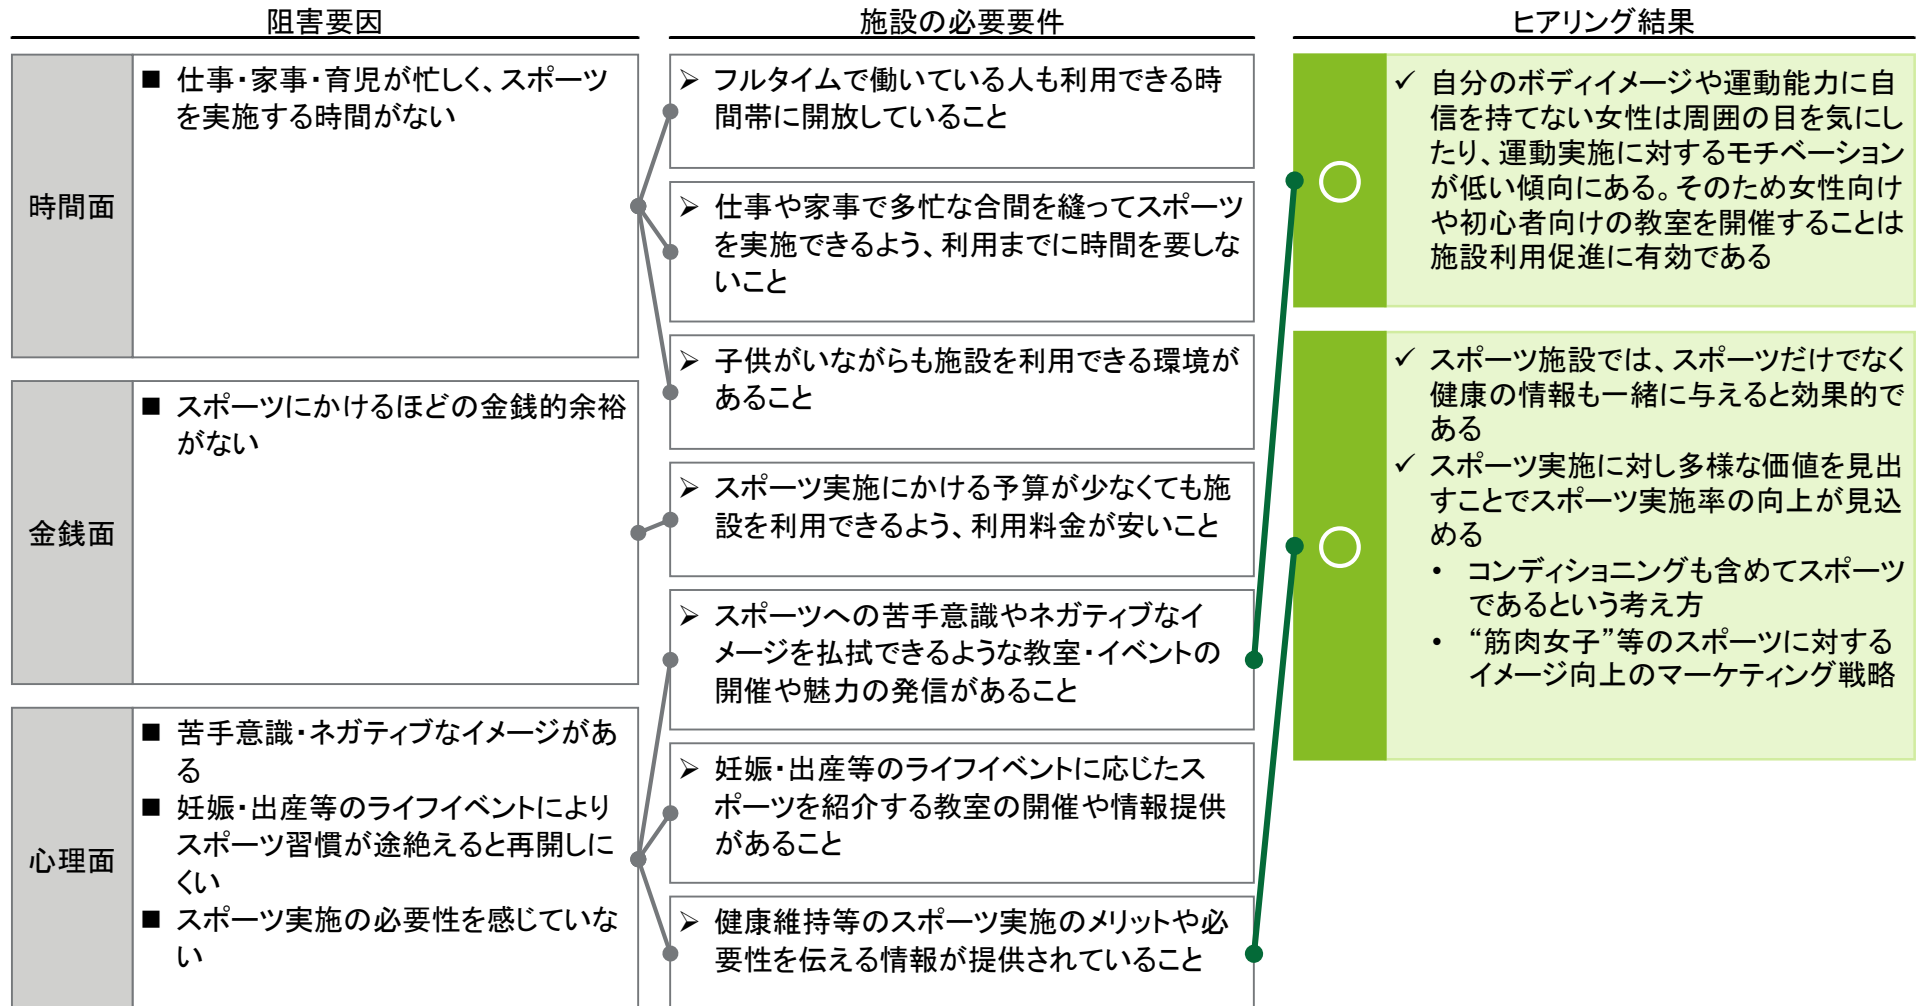 阻害要因
施設の必要要件
ヒアリング結果
時間面
■ 仕事・家事・育児が忙しく、スポーツ
を実施する時間がない
金銭面
■ スポーツにかけるほどの金銭的余裕
がない
心理面
■ 苦手意識・ネガティブなイメージがあ
る
■ 妊娠・出産等のライフイベントにより
スポーツ習慣が途絶えると再開しに
くい
■ スポーツ実施の必要性を感じていな
い
➢ フルタイムで働いている人も利用できる時
間帯に開放していること
➢ 仕事や家事で多忙な合間を縫ってスポーツ
を実施できるよう、利用までに時間を要しな
いこと
➢ 子供がいながらも施設を利用できる環境が
あること
➢ スポーツ実施にかける予算が少なくても施
設を利用できるよう、利用料金が安いこと
➢ スポーツへの苦手意識やネガティブなイ
メージを払拭できるような教室・イベントの
開催や魅力の発信があること
➢ 妊娠・出産等のライフイベントに応じたス
ポーツを紹介する教室の開催や情報提供
があること
➢ 健康維持等のスポーツ実施のメリットや必
要性を伝える情報が提供されていること
○
✓ 自分のボディイメージや運動能力に自
信を持てない女性は周囲の目を気にし
たり、運動実施に対するモチベーション
が低い傾向にある。そのため女性向け
や初心者向けの教室を開催することは
施設利用促進に有効である
○
✓ スポーツ施設では、スポーツだけでなく
健康の情報も一緒に与えると効果的で
ある
✓ スポーツ実施に対し多様な価値を見出
すことでスポーツ実施率の向上が見込
める
• コンディショニングも含めてスポーツ
であるという考え方
• “筋肉女子”等のスポーツに対する
イメージ向上のマーケティング戦略